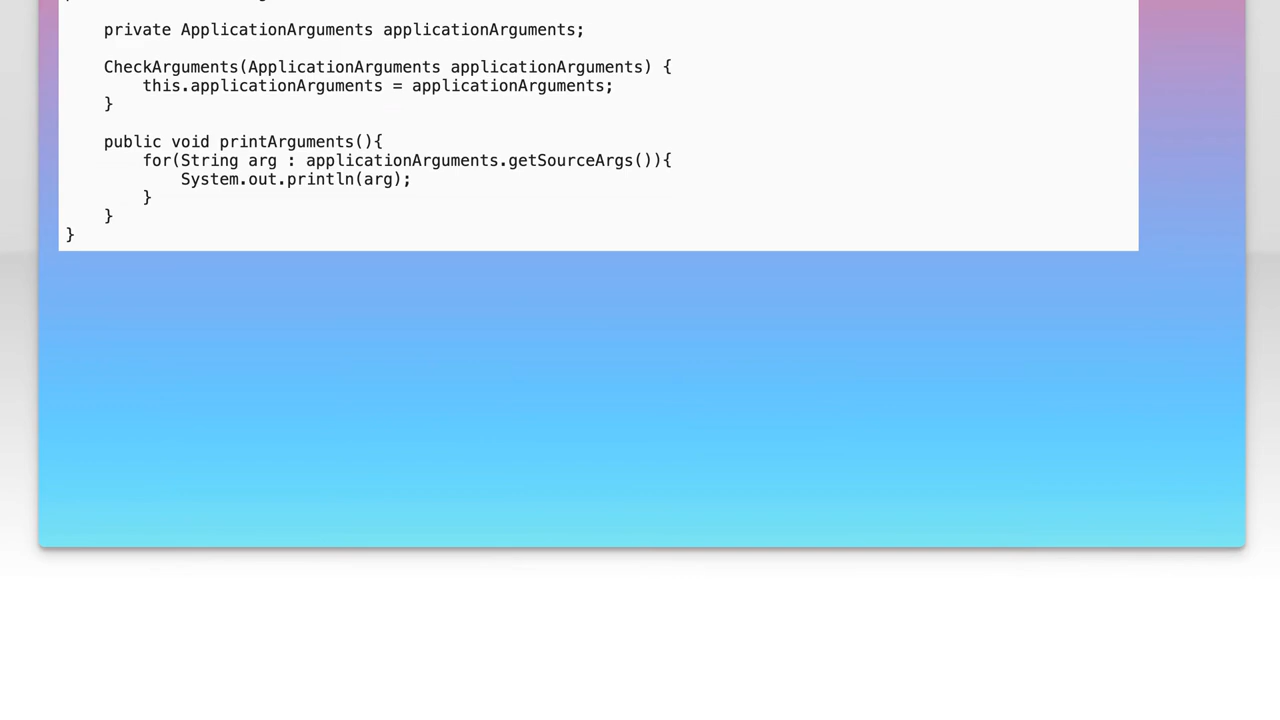 private ApplicationArguments applicationArguments;
CheckArguments(ApplicationArguments applicationArguments) {
this.applicationArguments = applicationArguments;
}
public void printArguments(){
for(String arg : applicationArguments.getSourceArgs()){
System.out.println(arg);
}
}
}